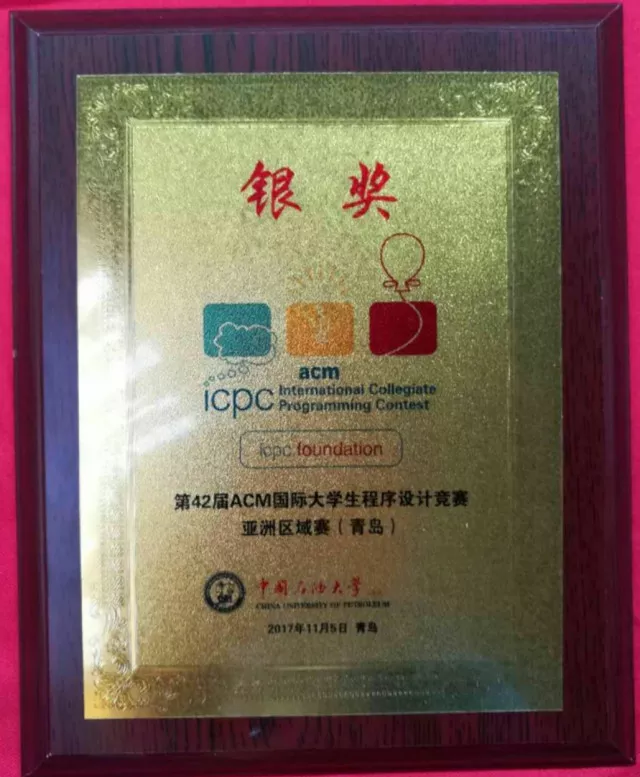 银奖
acm
icpc International Collegiate
Programming Contest
icpc foundation
第42届ACM国际大学生程序设计竞赛
亚洲区域赛（青岛）
中国石油大学
CHINA UNIVERSITY OF PETROLEUM
2017年11月5日 青岛